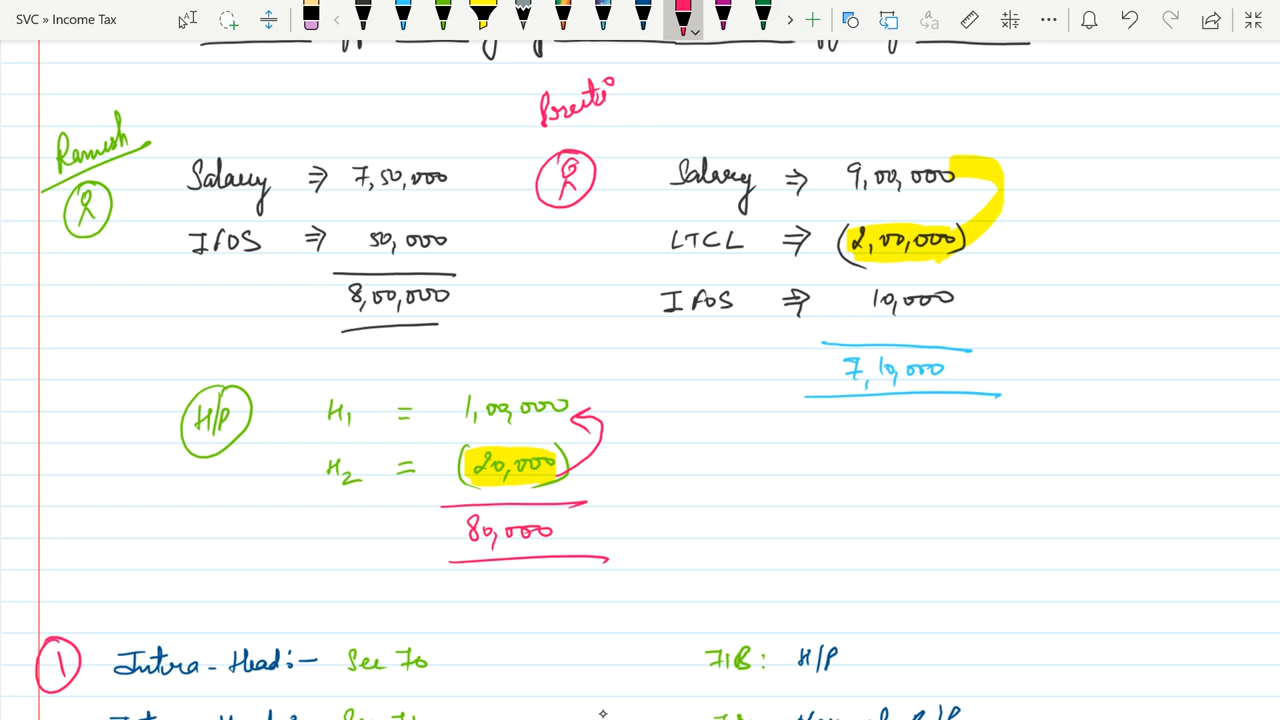 SVC » Income Tax
Ramesh
Salary ⇒ 7,50,000
IFOS ⇒ 50,000
8,00,000
Preeti
Salary ⇒ 9,00,000
LTCL ⇒ (2,00,000)
IFOS ⇒ 10,000
7,10,000
H/P
H1 = 1,00,000
H2 = (20,000)
80,000
1 Intra-Head:- Sec 70 71B: H/P